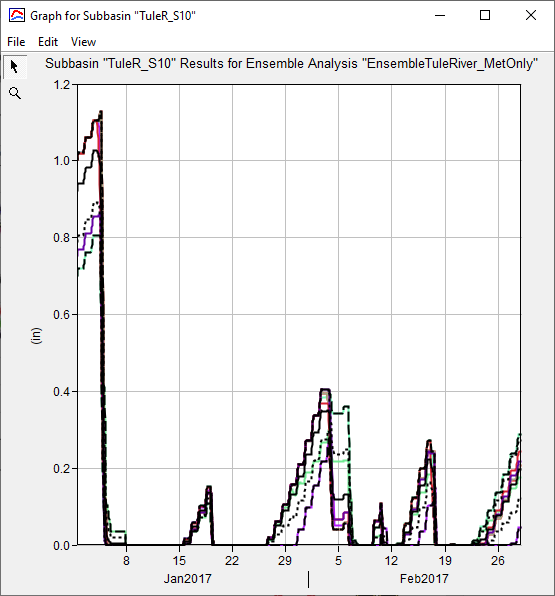 Graph for Subbasin "TuleR_S10"
File Edit View
Subbasin "TuleR_S10" Results for Ensemble Analysis "EnsembleTuleRiver_MetOnly"
1.2
1.0
0.8
0.6
(in)
0.4
0.2
0.0
8 15 22 29 5 12 19 26
Jan2017 Feb2017